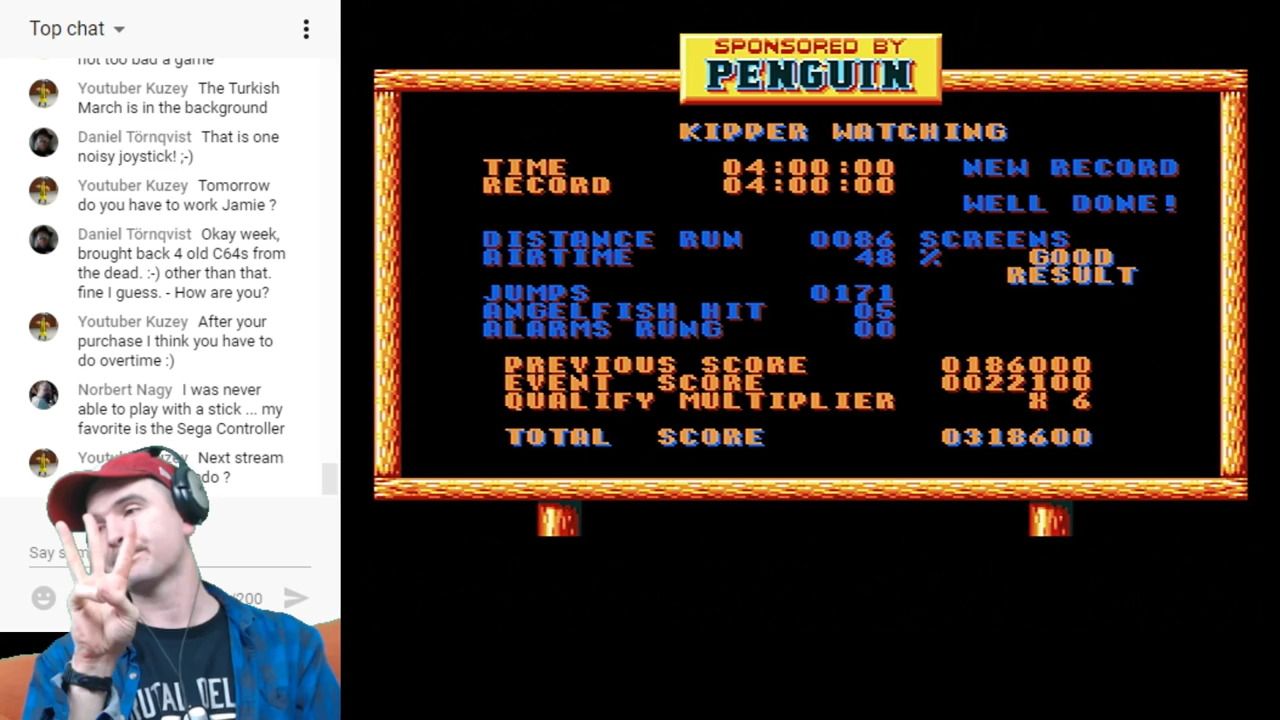 Top chat
not too bad a game
Youtuber Kuzey The Turkish
March is in the background
Daniel Törnqvist That is one
noisy joystick! ;-)
Youtuber Kuzey Tomorrow
do you have to work Jamie ?
Daniel Törnqvist Okay week,
brought back 4 old C64s from
the dead. :-) other than that.
fine I guess. - How are you?
Youtuber Kuzey After your
purchase I think you have to
do overtime :)
Norbert Nagy I was never
able to play with a stick ... my
favorite is the Sega Controller
Kuzey Next stream
?
Say
/200
SPONSORED BY
PENGUIN
KIPPER WATCHING
TIME 04:00:00 NEW RECORD
RECORD 04:00:00
WELL DONE!
DISTANCE RUN 0086 SCREENS
AIRTIME 48 % GOOD
RESULT
JUMPS 0171
ANGELFISH HIT 05
ALARMS RUNG 00
PREVIOUS SCORE 0186000
EVENT SCORE 0022100
QUALIFY MULTIPLIER X 6
TOTAL SCORE 0318600